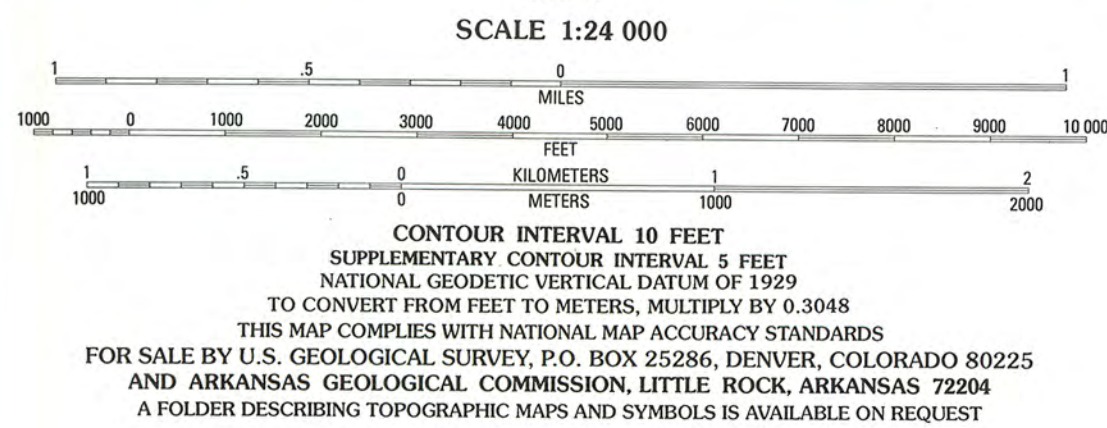 SCALE 1:24 000
1 .5 0 1
MILES
1000 0 1000 2000 3000 4000 5000 6000 7000 8000 9000 10 000
FEET
1 .5 0 KILOMETERS 1 2
1000 0 METERS 1000 2000
CONTOUR INTERVAL 10 FEET
SUPPLEMENTARY CONTOUR INTERVAL 5 FEET
NATIONAL GEODETIC VERTICAL DATUM OF 1929
TO CONVERT FROM FEET TO METERS, MULTIPLY BY 0.3048
THIS MAP COMPLIES WITH NATIONAL MAP ACCURACY STANDARDS
FOR SALE BY U.S. GEOLOGICAL SURVEY, P.O. BOX 25286, DENVER, COLORADO 80225
AND ARKANSAS GEOLOGICAL COMMISSION, LITTLE ROCK, ARKANSAS 72204
A FOLDER DESCRIBING TOPOGRAPHIC MAPS AND SYMBOLS IS AVAILABLE ON REQUEST